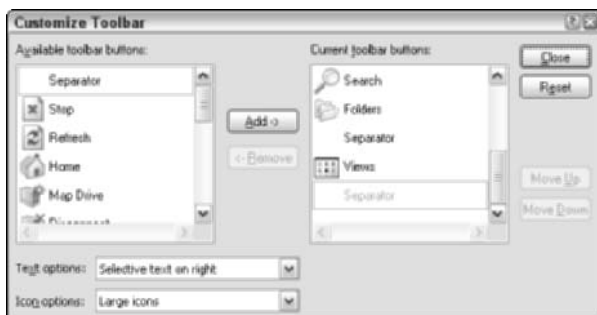 Customize Toolbar
Available toolbar buttons:
Separator
Stop
Refresh
Home
Map Drive
Disconnect
Add ->
<- Remove
Current toolbar buttons:
Search
Folders
Separator
Views
Separator
Close
Reset
Move Up
Move Down
Text options: Selective text on right
Icon options: Large icons